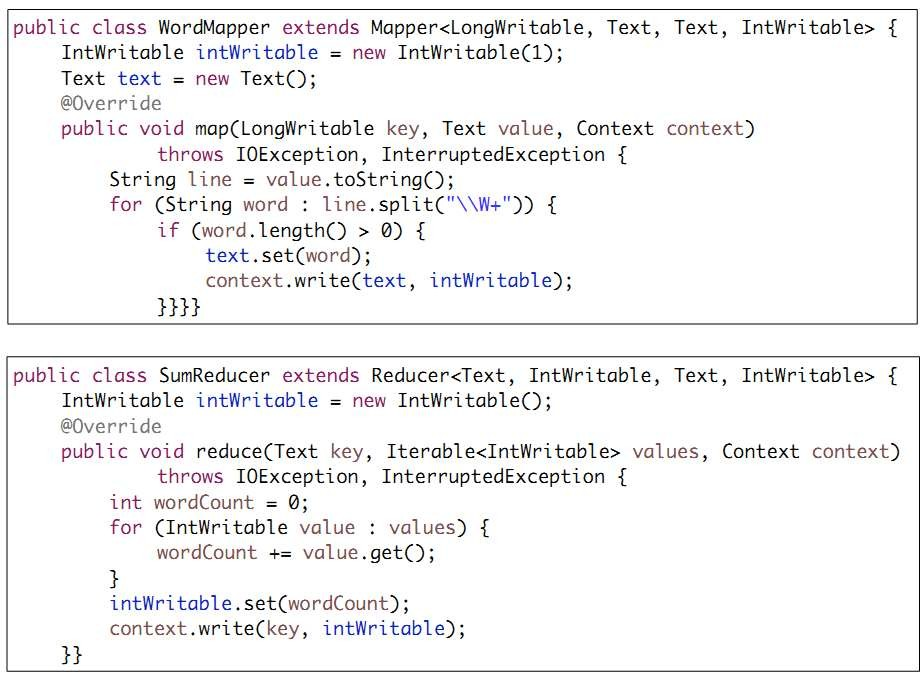 public class WordMapper extends Mapper<LongWritable, Text, Text, IntWritable> {
    IntWritable intWritable = new IntWritable(1);
    Text text = new Text();
    @Override
    public void map(LongWritable key, Text value, Context context)
            throws IOException, InterruptedException {
        String line = value.toString();
        for (String word : line.split("\\W+")) {
            if (word.length() > 0) {
                text.set(word);
                context.write(text, intWritable);
            }}}}
public class SumReducer extends Reducer<Text, IntWritable, Text, IntWritable> {
    IntWritable intWritable = new IntWritable();
    @Override
    public void reduce(Text key, Iterable<IntWritable> values, Context context)
            throws IOException, InterruptedException {
        int wordCount = 0;
        for (IntWritable value : values) {
            wordCount += value.get();
        }
        intWritable.set(wordCount);
        context.write(key, intWritable);
    }}